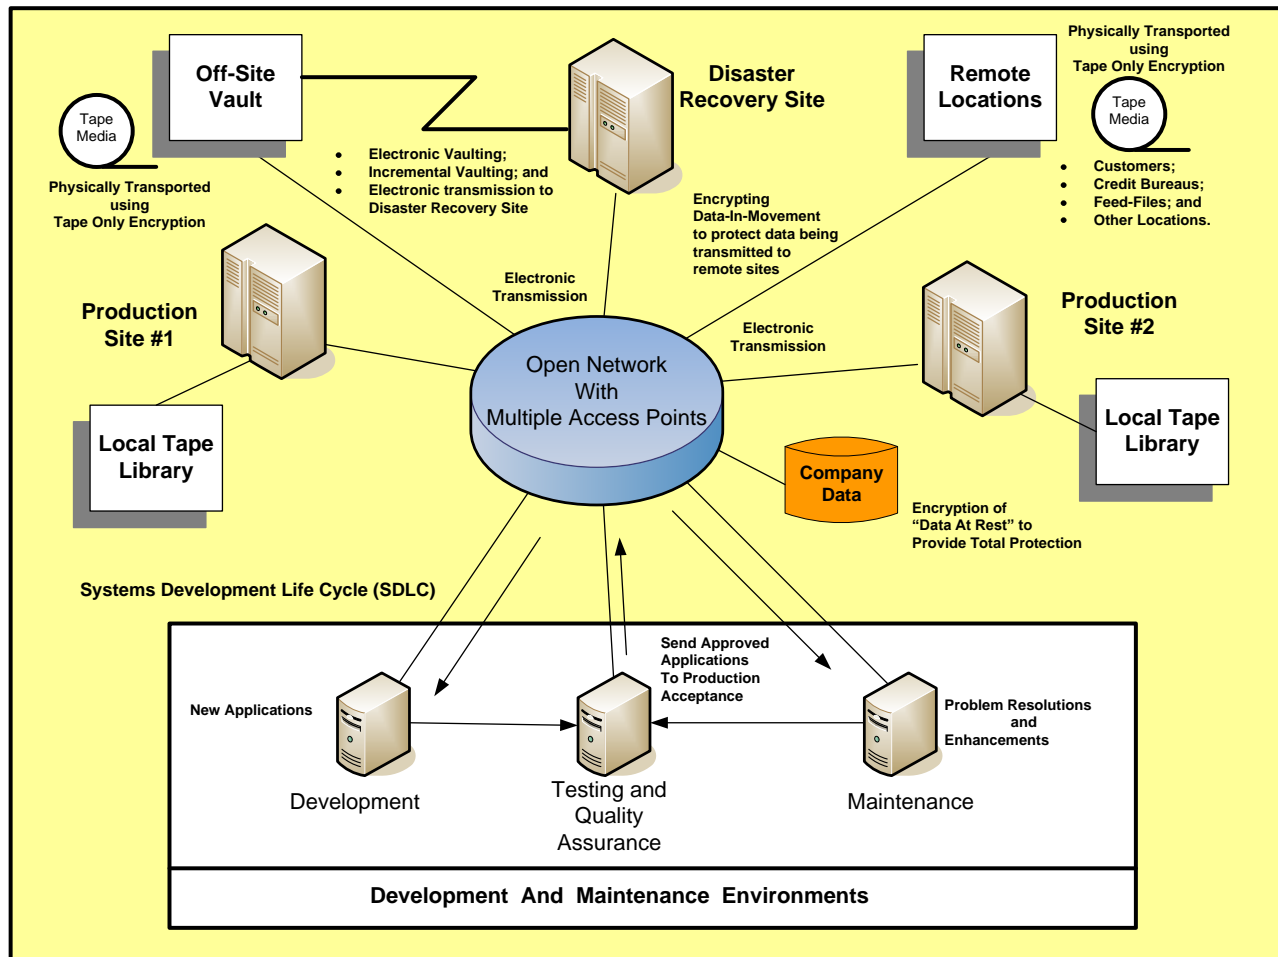 Off-Site
Vault
Disaster
Recovery Site
Remote
Locations
Physically Transported
using
Tape Only Encryption
Tape
Media
Tape
Media
Physically Transported
using
Tape Only Encryption
• Electronic Vaulting;
• Incremental Vaulting; and
• Electronic transmission to
Disaster Recovery Site
• Customers;
• Credit Bureaus;
• Feed-Files; and
• Other Locations.
Encrypting
Data-In-Movement
to protect data being
transmitted to
remote sites
Electronic
Transmission
Production
Site #1
Production
Site #2
Electronic
Transmission
Open Network
With
Multiple Access Points
Local Tape
Library
Local Tape
Library
Company
Data
Encryption of
“Data At Rest” to
Provide Total Protection
Systems Development Life Cycle (SDLC)
Send Approved
Applications
To Production
Acceptance
New Applications
Problem Resolutions
and
Enhancements
Development
Testing and
Quality
Assurance
Maintenance
Development And Maintenance Environments